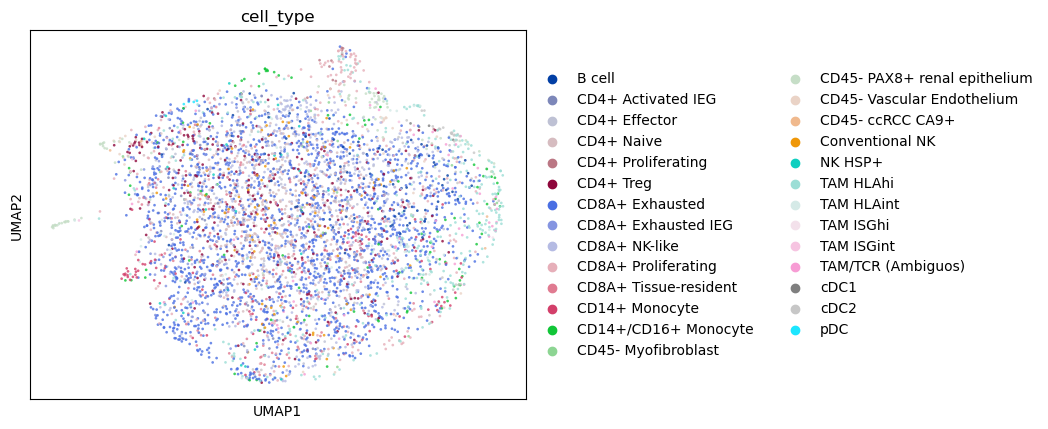 cell_type
UMAP2
UMAP1
B cell
CD4+ Activated IEG
CD4+ Effector
CD4+ Naive
CD4+ Proliferating
CD4+ Treg
CD8A+ Exhausted
CD8A+ Exhausted IEG
CD8A+ NK-like
CD8A+ Proliferating
CD8A+ Tissue-resident
CD14+ Monocyte
CD14+/CD16+ Monocyte
CD45- Myofibroblast
CD45- PAX8+ renal epithelium
CD45- Vascular Endothelium
CD45- ccRCC CA9+
Conventional NK
NK HSP+
TAM HLAhi
TAM HLAint
TAM ISGhi
TAM ISGint
TAM/TCR (Ambiguos)
cDC1
cDC2
pDC